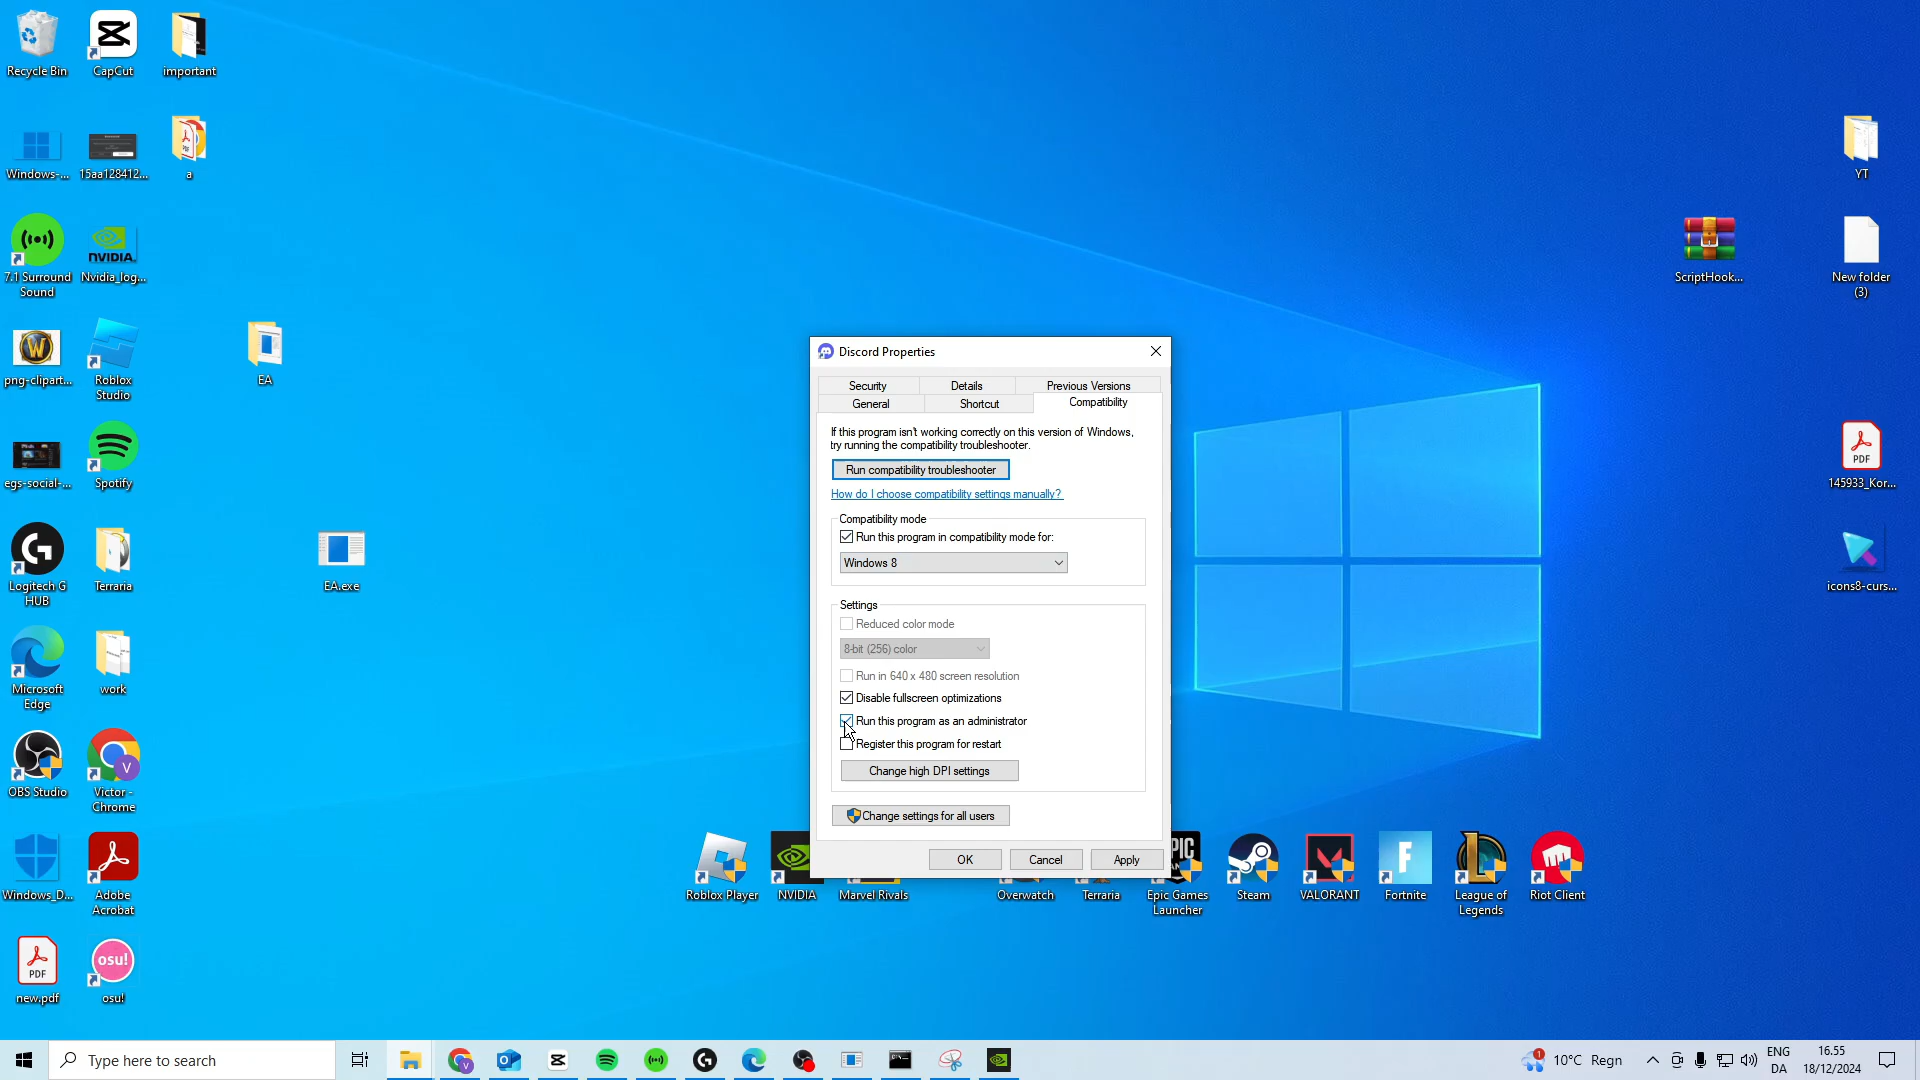 Recycle Bin
CapCut
important
Windows-...
15aa128412...
a
7.1 Surround
Sound
NVIDIA
Nvidia_log...
png-clipart...
Roblox
Studio
EA
egs-social-...
Spotify
Logitech G
HUB
Terraria
EA.exe
Microsoft
Edge
work
OBS Studio
Victor -
Chrome
Windows_D...
Adobe
Acrobat
PDF
new.pdf
osu!
osu!
YT
ScriptHook...
New folder
(3)
PDF
145933_Kor...
icons8-curs...
Discord Properties
Security
Details
Previous Versions
General
Shortcut
Compatibility
If this program isn't working correctly on this version of Windows,
try running the compatibility troubleshooter.
Run compatibility troubleshooter
How do I choose compatibility settings manually?
Compatibility mode
Run this program in compatibility mode for:
Windows 8
Settings
Reduced color mode
8-bit (256) color
Run in 640 x 480 screen resolution
Disable fullscreen optimizations
Run this program as an administrator
Register this program for restart
Change high DPI settings
Change settings for all users
OK
Cancel
Apply
Roblox Player
NVIDIA
Marvel Rivals
Overwatch
Terraria
Epic Games
Launcher
Steam
VALORANT
Fortnite
League of
Legends
Riot Client
Type here to search
1
10°C Regn
ENG
DA
16.55
18/12/2024